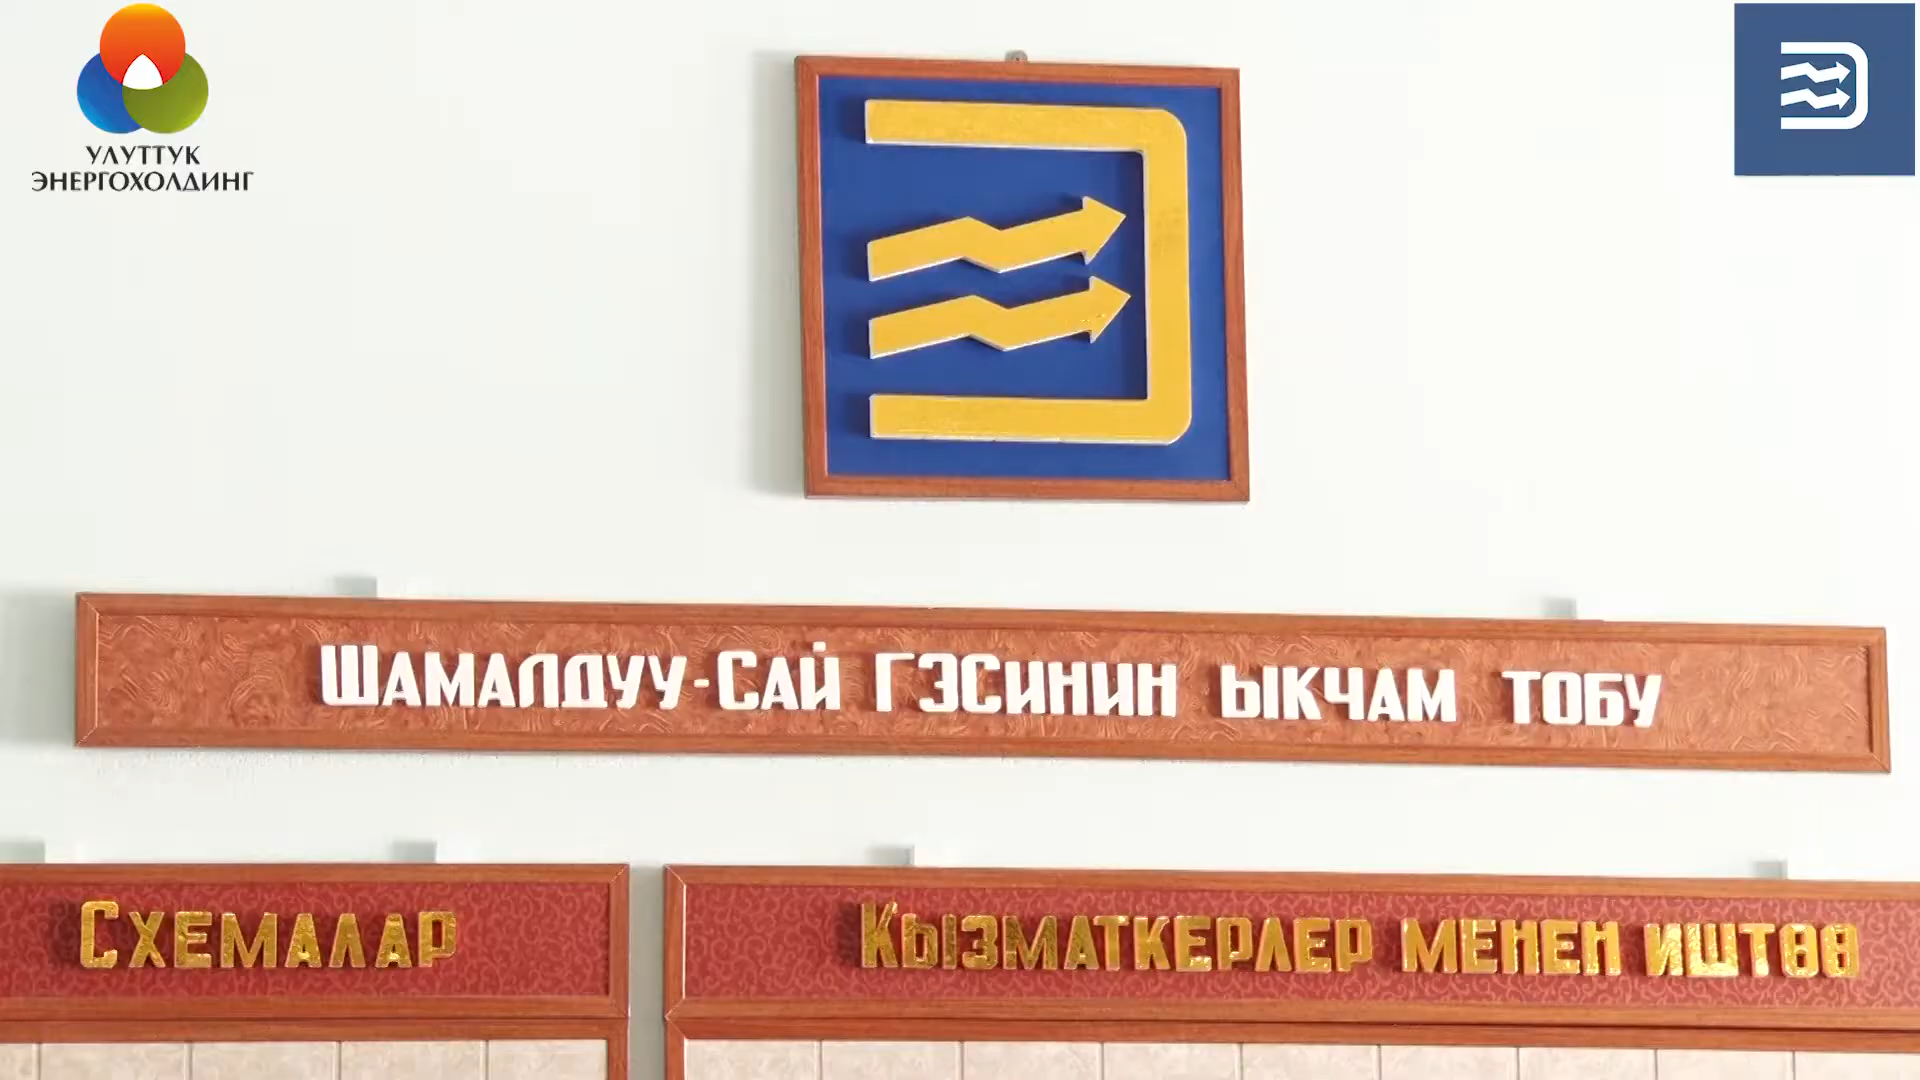 УЛУТТУК
ЭНЕРГОХОЛДИНГ
ШАМАЛДУУ-САЙ ГЭСИНИН ЫКЧАМ ТОБУ
СХЕМАЛАР
КЫЗМАТКЕРЛЕР МЕНЕН ИШТӨӨ